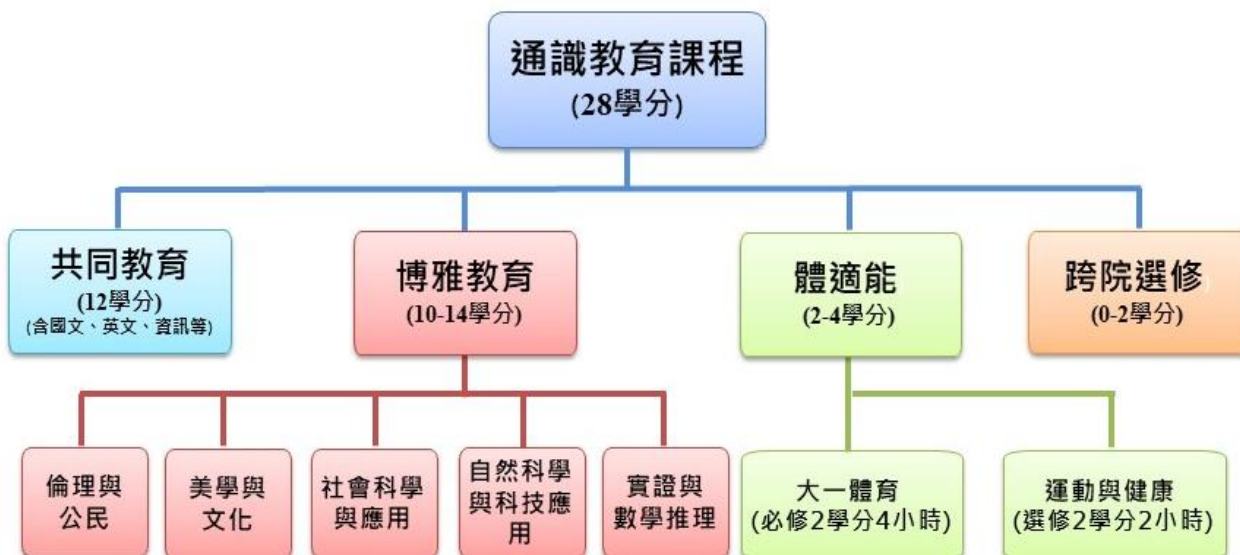 通識教育課程
(28學分)
共同教育
(12學分)
(含國文、英文、資訊等)
博雅教育
(10-14學分)
體適能
(2-4學分)
跨院選修
(0-2學分)
倫理與
公民
美學與
文化
社會科學
與應用
自然科學
與科技應
用
實證與
數學推理
大一體育
(必修2學分4小時)
運動與健康
(選修2學分2小時)